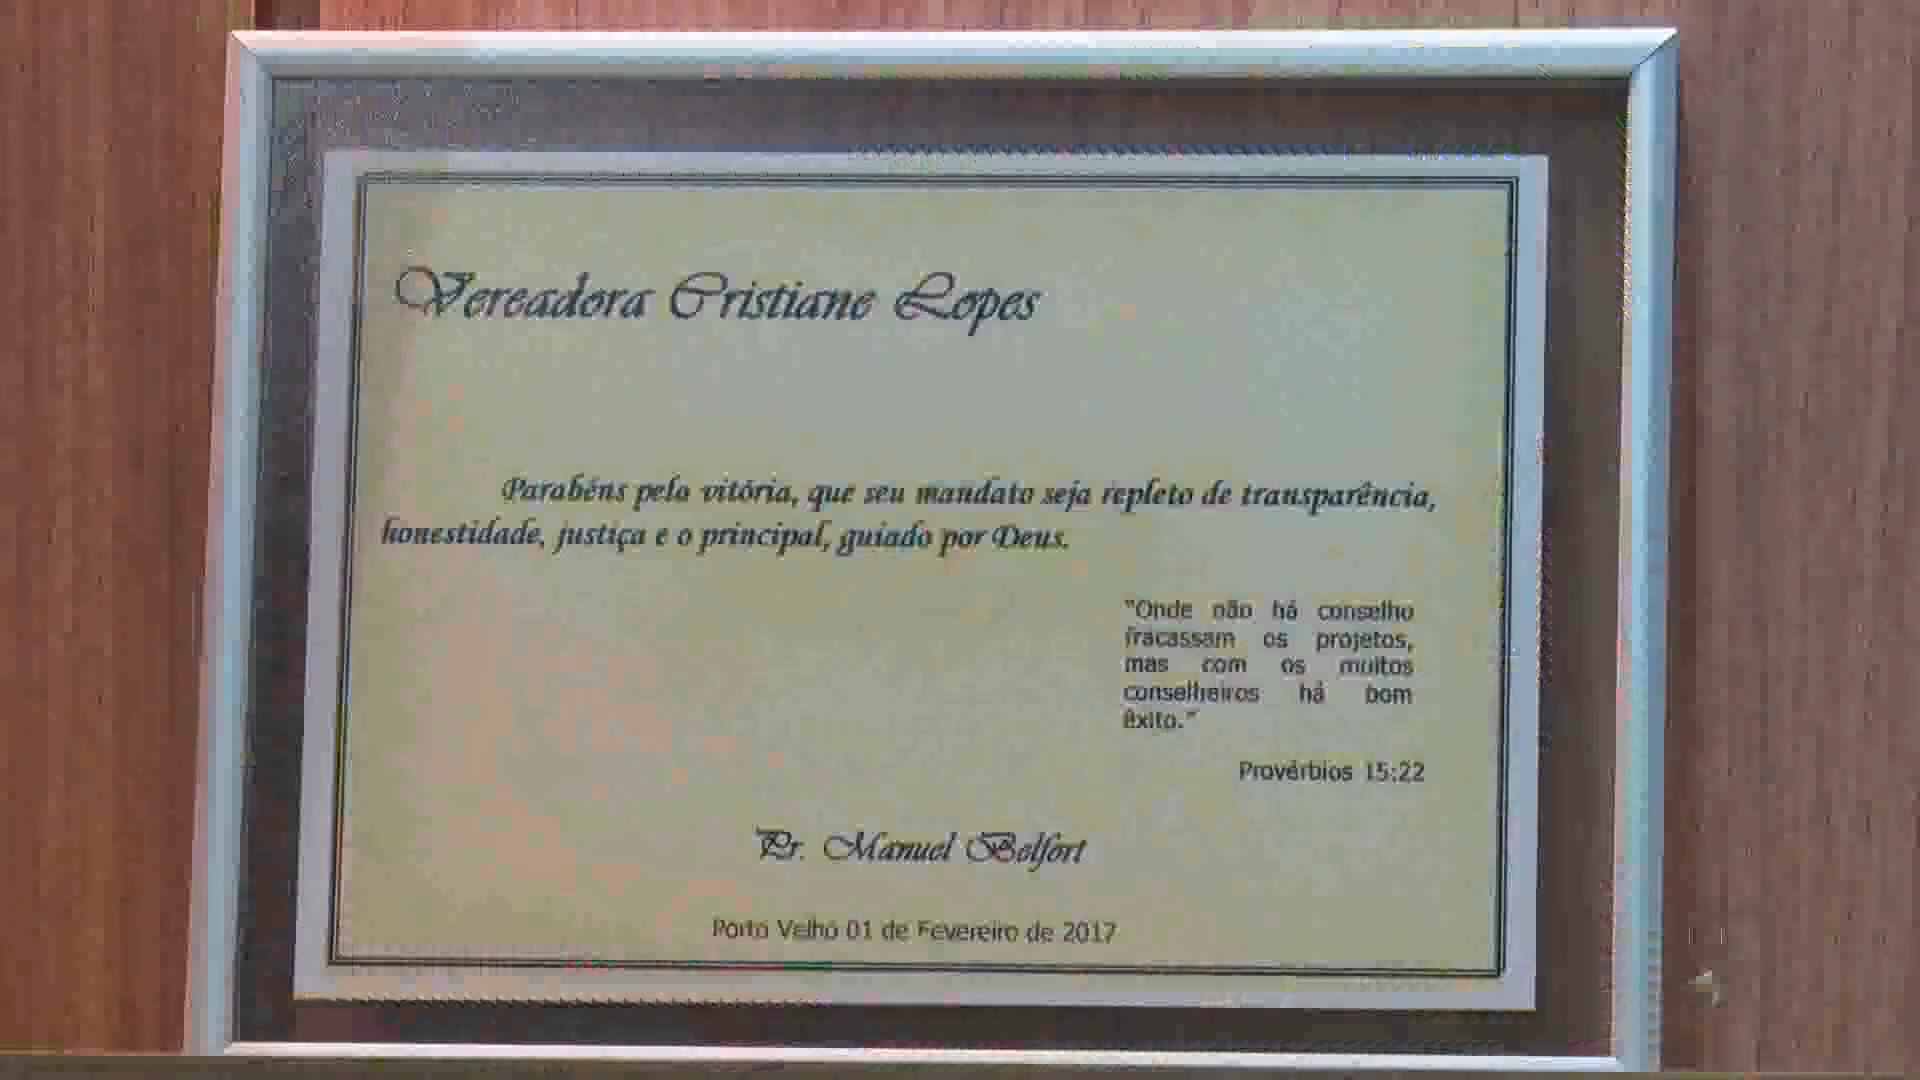 Vereadora Cristiane Lopes
Parabéns pela vitória, que seu mandato seja repleto de transparência,
honestidade, justiça e o principal, guiado por Deus.
"Onde não há conselho
fracassam os projetos,
mas com os muitos
conselheiros há bom
êxito."
Provérbios 15:22
Pr. Manuel Belfort
Porto Velho 01 de Fevereiro de 2017